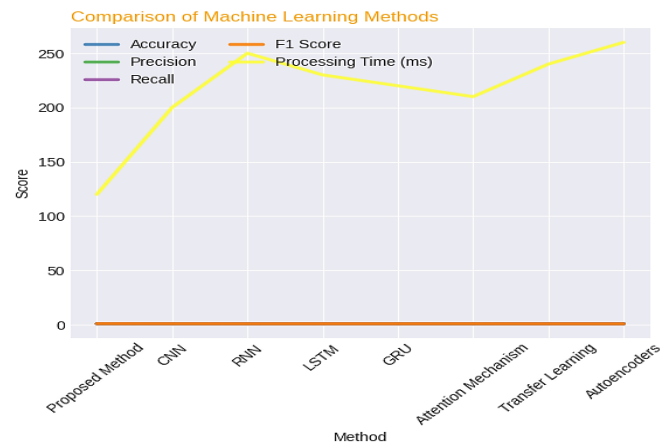 Comparison of Machine Learning Methods
Accuracy
Precision
Recall
F1 Score
Processing Time (ms)
Score
250
200
150
100
50
0
Proposed Method
CNN
RNN
LSTM
GRU
Attention Mechanism
Transfer Learning
Autoencoders
Method